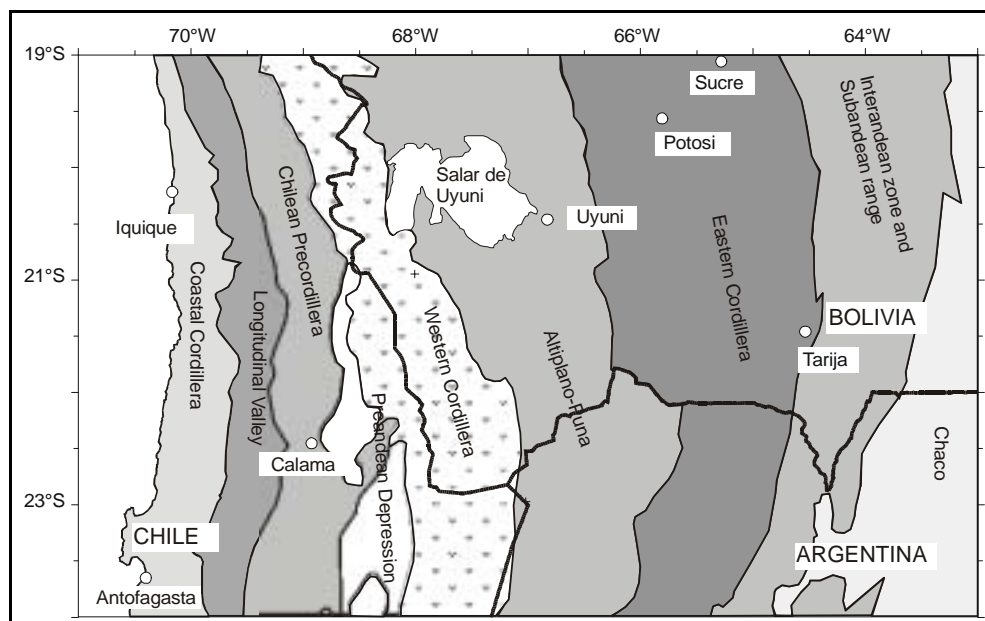 70°W
68°W
66°W
64°W
19°S
21°S
23°S
Sucre
Potosi
Interandean zone and
Subandean range
Salar de
Uyuni
Uyuni
Iquique
Chilean Precordillera
Coastal Cordillera
Longitudinal Valley
Eastern Cordillera
Western Cordillera
Altiplano-Puna
BOLIVIA
Tarija
Preandean Depression
Calama
Chaco
CHILE
ARGENTINA
Antofagasta